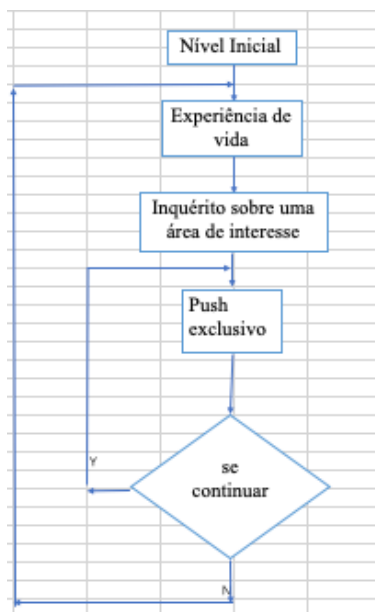 Nível Inicial
Experiência de
vida
Inquérito sobre uma
área de interesse
Push
exclusivo
se
continuar
Y
N